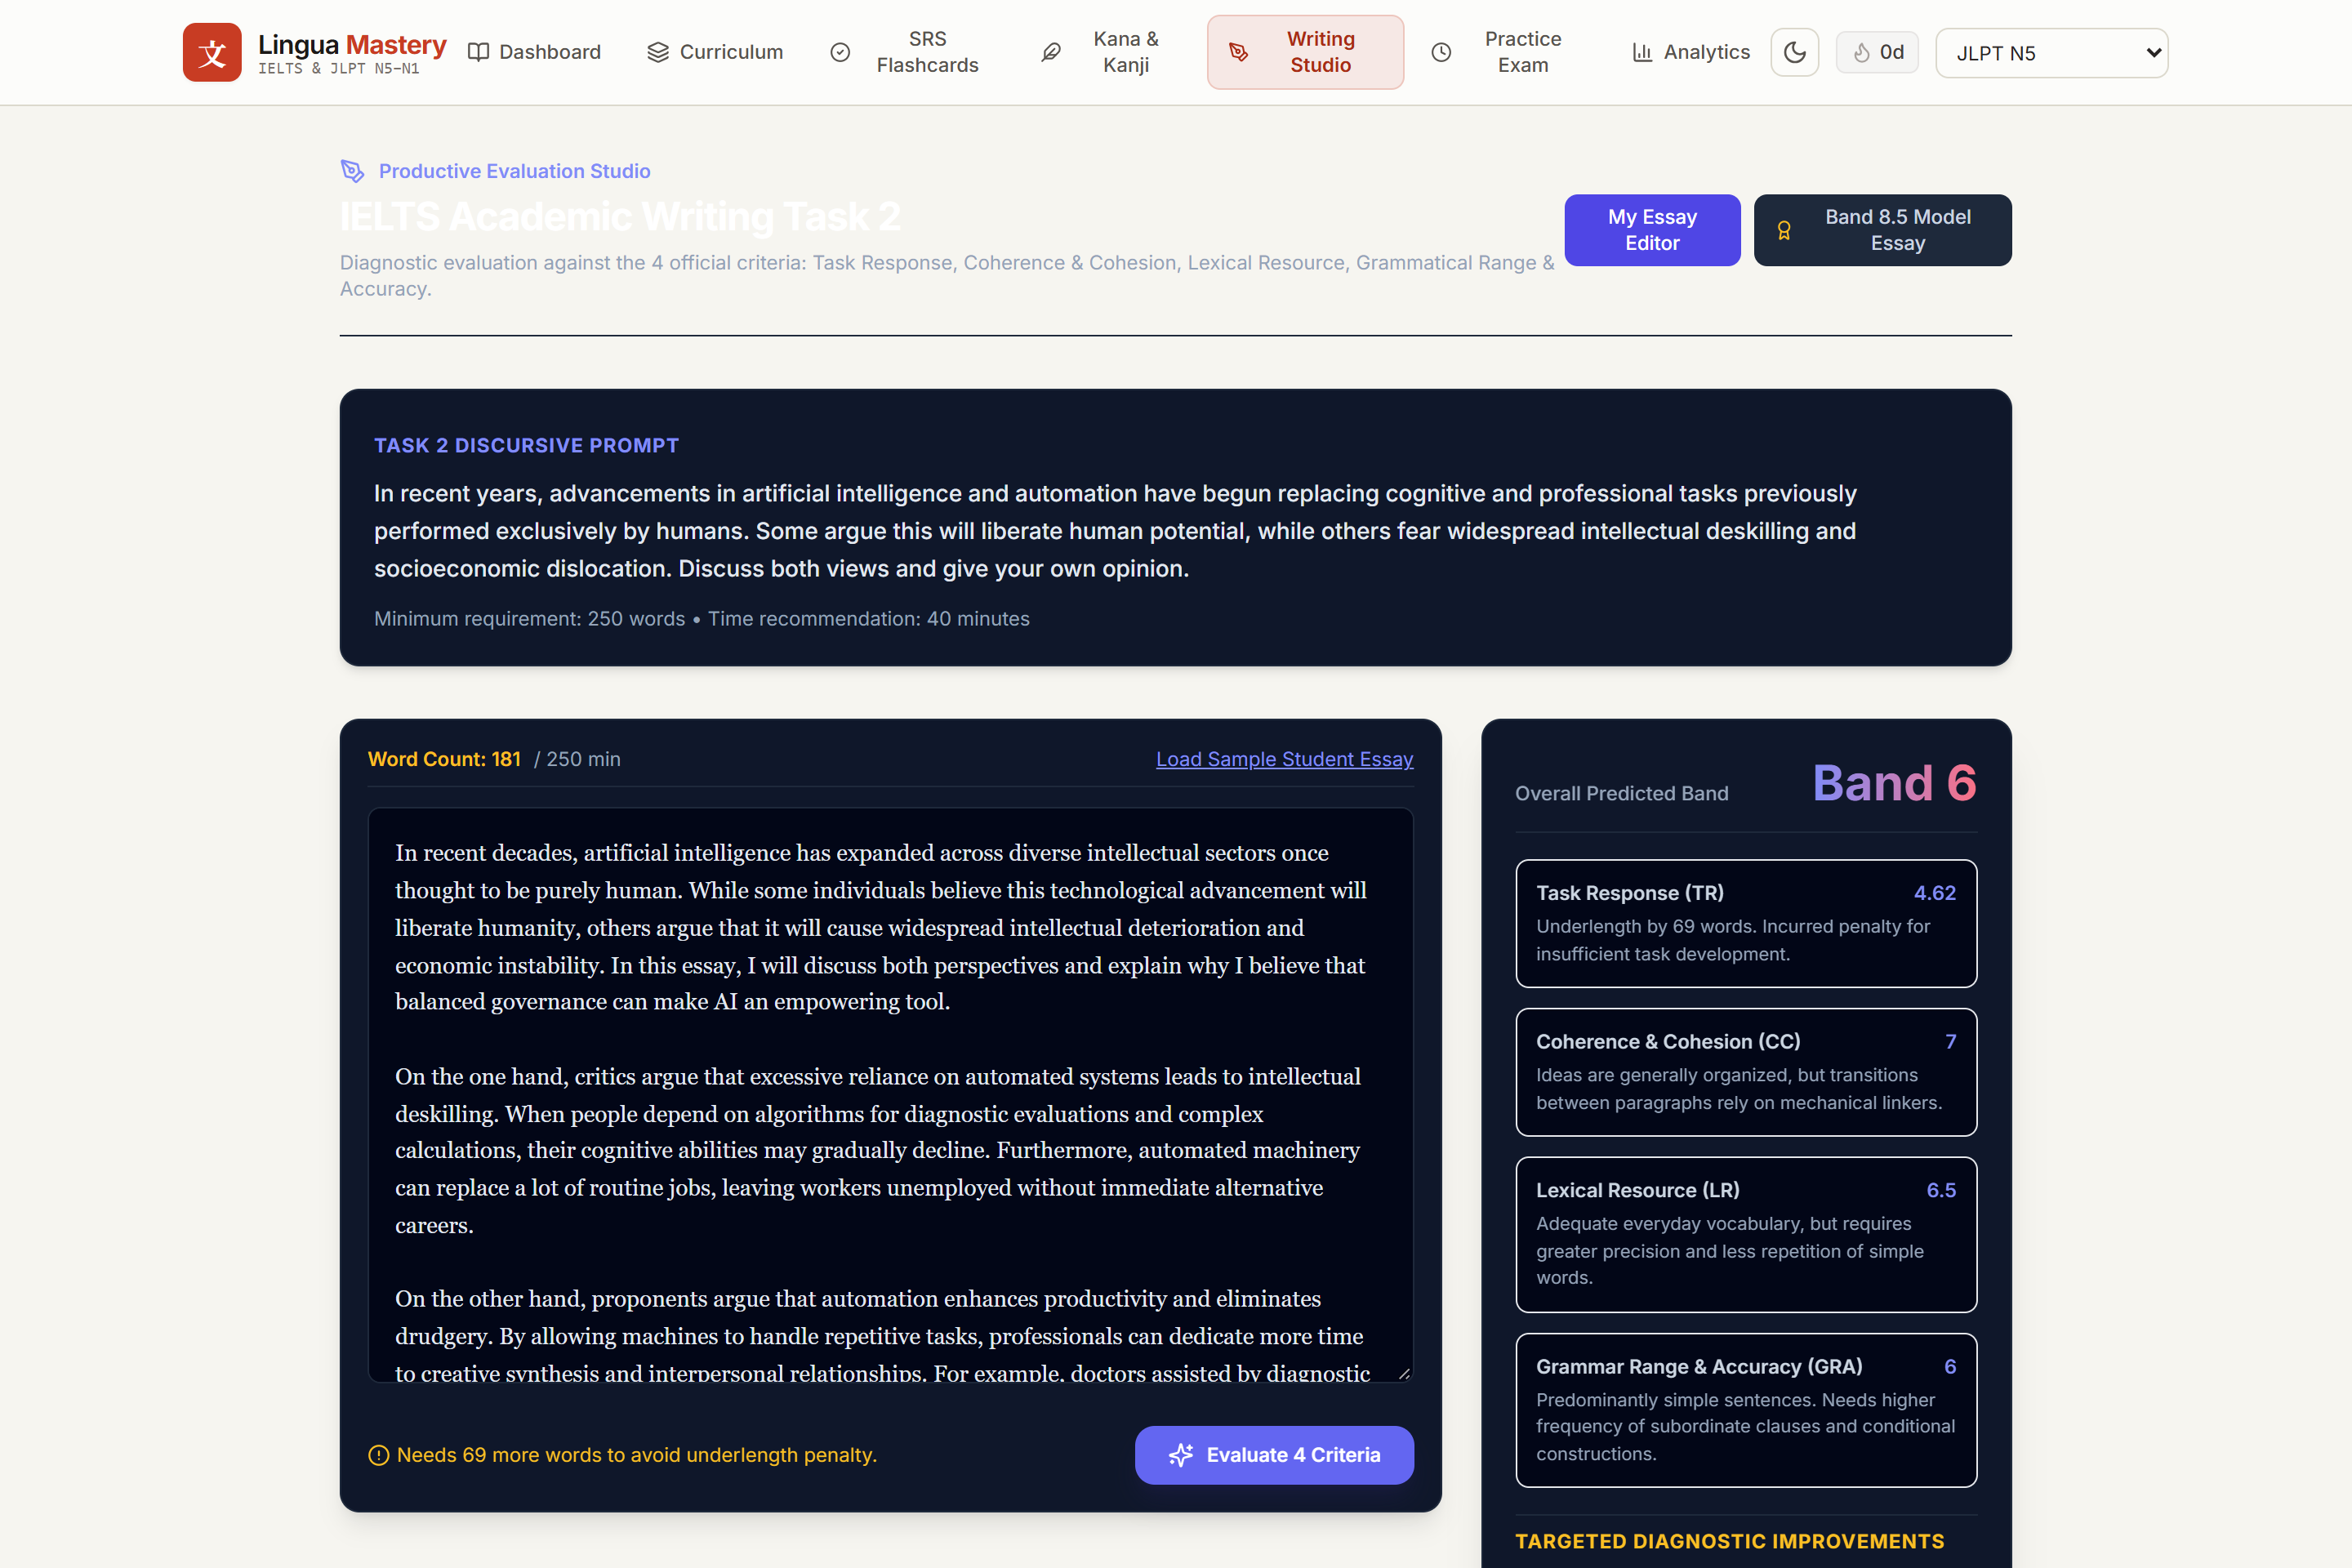 文
Lingua Mastery
IELTS & JLPT N5–N1
Dashboard
Curriculum
SRS
Flashcards
Kana &
Kanji
Writing
Studio
Practice
Exam
Analytics
0d
JLPT N5
Productive Evaluation Studio
IELTS Academic Writing Task 2
Diagnostic evaluation against the 4 official criteria: Task Response, Coherence & Cohesion, Lexical Resource, Grammatical Range &
Accuracy.
My Essay
Editor
Band 8.5 Model
Essay
TASK 2 DISCURSIVE PROMPT
In recent years, advancements in artificial intelligence and automation have begun replacing cognitive and professional tasks previously
performed exclusively by humans. Some argue this will liberate human potential, while others fear widespread intellectual deskilling and
socioeconomic dislocation. Discuss both views and give your own opinion.
Minimum requirement: 250 words • Time recommendation: 40 minutes
Word Count: 181 / 250 min
Load Sample Student Essay
In recent decades, artificial intelligence has expanded across diverse intellectual sectors once
thought to be purely human. While some individuals believe this technological advancement will
liberate humanity, others argue that it will cause widespread intellectual deterioration and
economic instability. In this essay, I will discuss both perspectives and explain why I believe that
balanced governance can make AI an empowering tool.
On the one hand, critics argue that excessive reliance on automated systems leads to intellectual
deskilling. When people depend on algorithms for diagnostic evaluations and complex
calculations, their cognitive abilities may gradually decline. Furthermore, automated machinery
can replace a lot of routine jobs, leaving workers unemployed without immediate alternative
careers.
On the other hand, proponents argue that automation enhances productivity and eliminates
drudgery. By allowing machines to handle repetitive tasks, professionals can dedicate more time
to creative synthesis and interpersonal relationships. For example, doctors assisted by diagnostic
Needs 69 more words to avoid underlength penalty.
Evaluate 4 Criteria
Overall Predicted Band
Band 6
Task Response (TR)
4.62
Underlength by 69 words. Incurred penalty for
insufficient task development.
Coherence & Cohesion (CC)
7
Ideas are generally organized, but transitions
between paragraphs rely on mechanical linkers.
Lexical Resource (LR)
6.5
Adequate everyday vocabulary, but requires
greater precision and less repetition of simple
words.
Grammar Range & Accuracy (GRA)
6
Predominantly simple sentences. Needs higher
frequency of subordinate clauses and conditional
constructions.
TARGETED DIAGNOSTIC IMPROVEMENTS